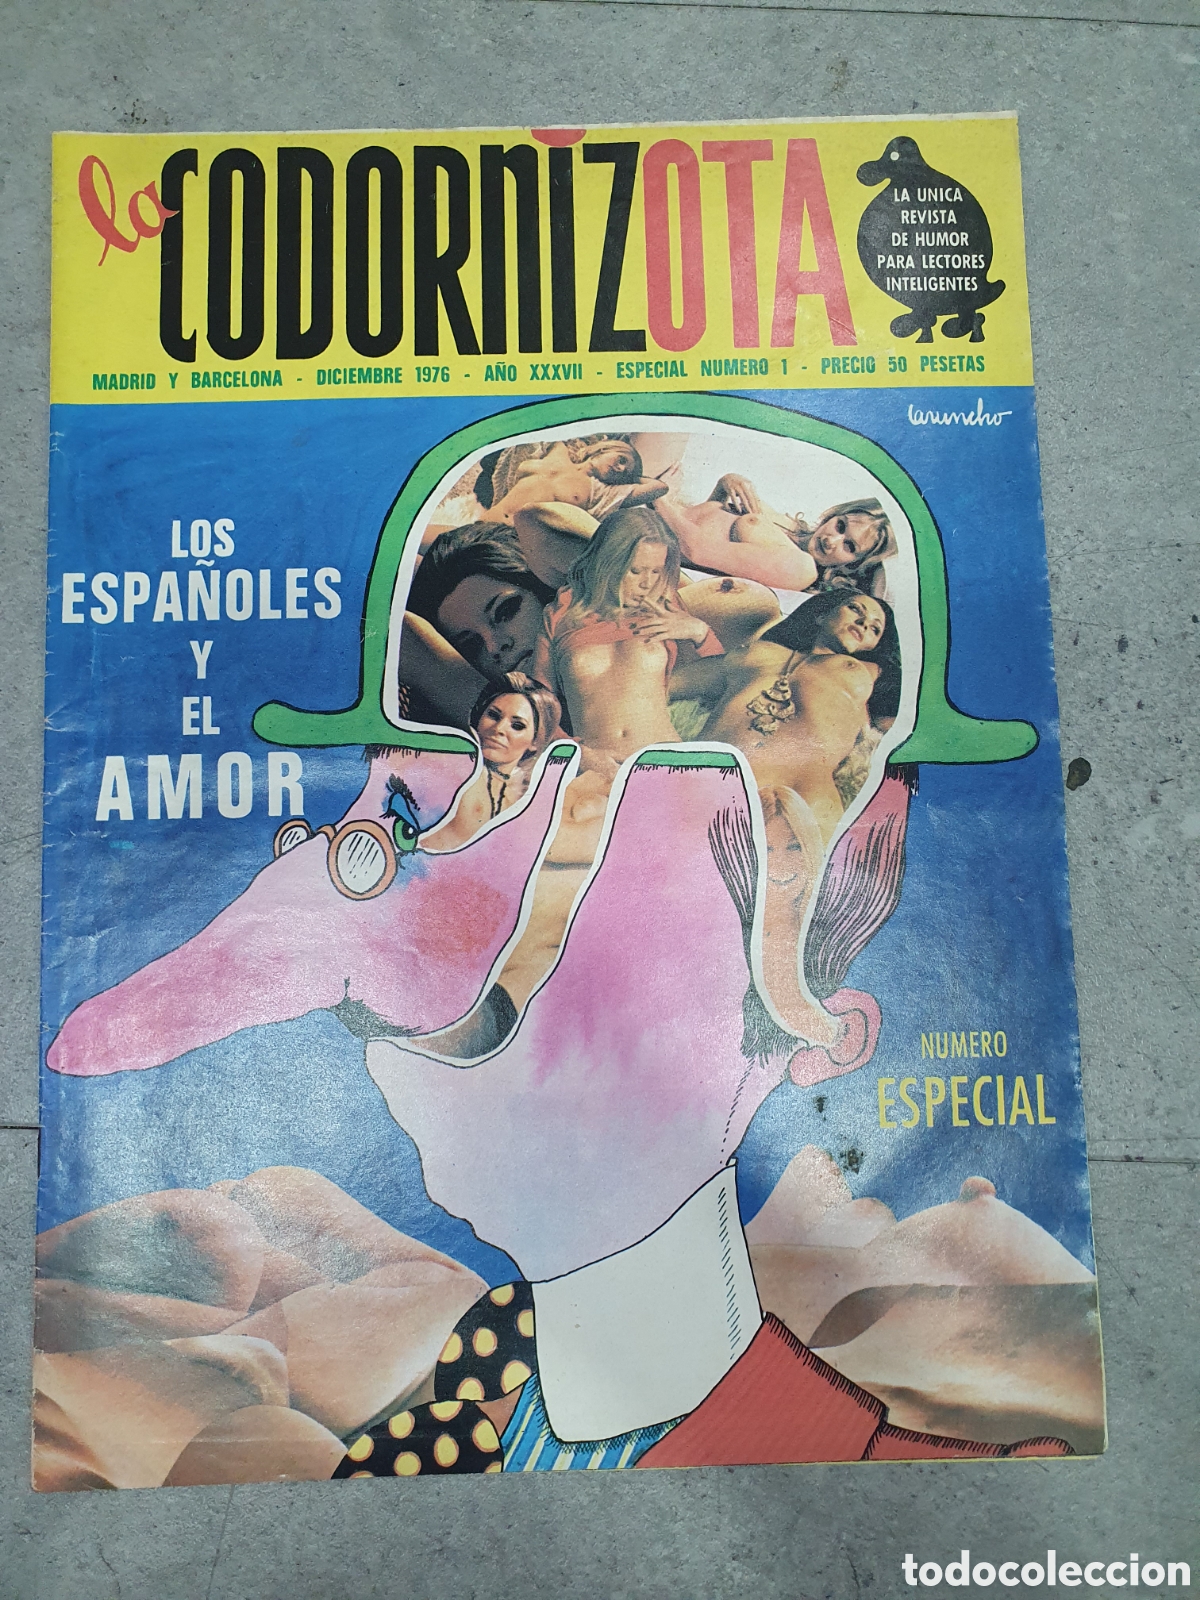 la CODORNIZOTA
LA UNICA
REVISTA
DE HUMOR
PARA LECTORES
INTELIGENTES
MADRID Y BARCELONA - DICIEMBRE 1976 - AÑO XXXVII - ESPECIAL NUMERO 1 - PRECIO 50 PESETAS
caruncho
LOS
ESPAÑOLES
Y
EL
AMOR
NUMERO
ESPECIAL
todocoleccion